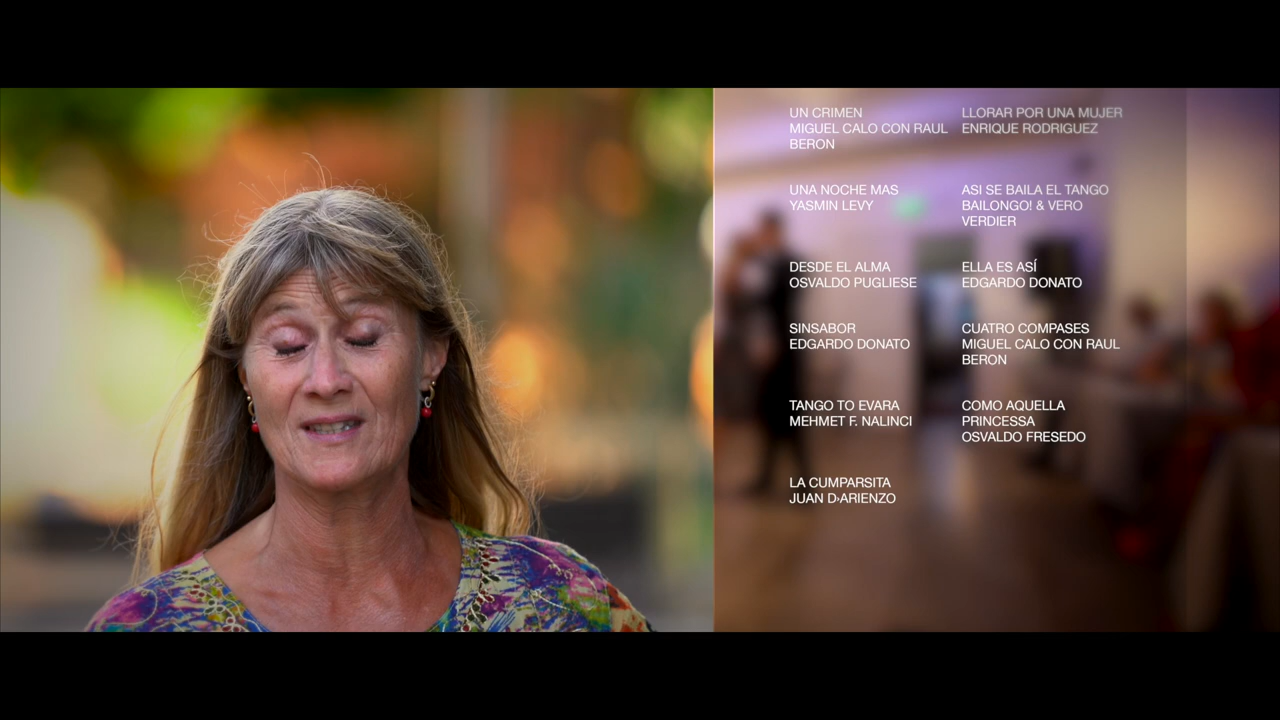 UN CRIMEN
MIGUEL CALO CON RAUL
BERON
UNA NOCHE MAS
YASMIN LEVY
DESDE EL ALMA
OSVALDO PUGLIESE
SINSABOR
EDGARDO DONATO
TANGO TO EVARA
MEHMET F. NALINCI
LA CUMPARSITA
JUAN D›ARIENZO
LLORAR POR UNA MUJER
ENRIQUE RODRIGUEZ
ASI SE BAILA EL TANGO
BAILONGO! & VERO
VERDIER
ELLA ES ASÍ
EDGARDO DONATO
CUATRO COMPASES
MIGUEL CALO CON RAUL
BERON
COMO AQUELLA
PRINCESSA
OSVALDO FRESEDO